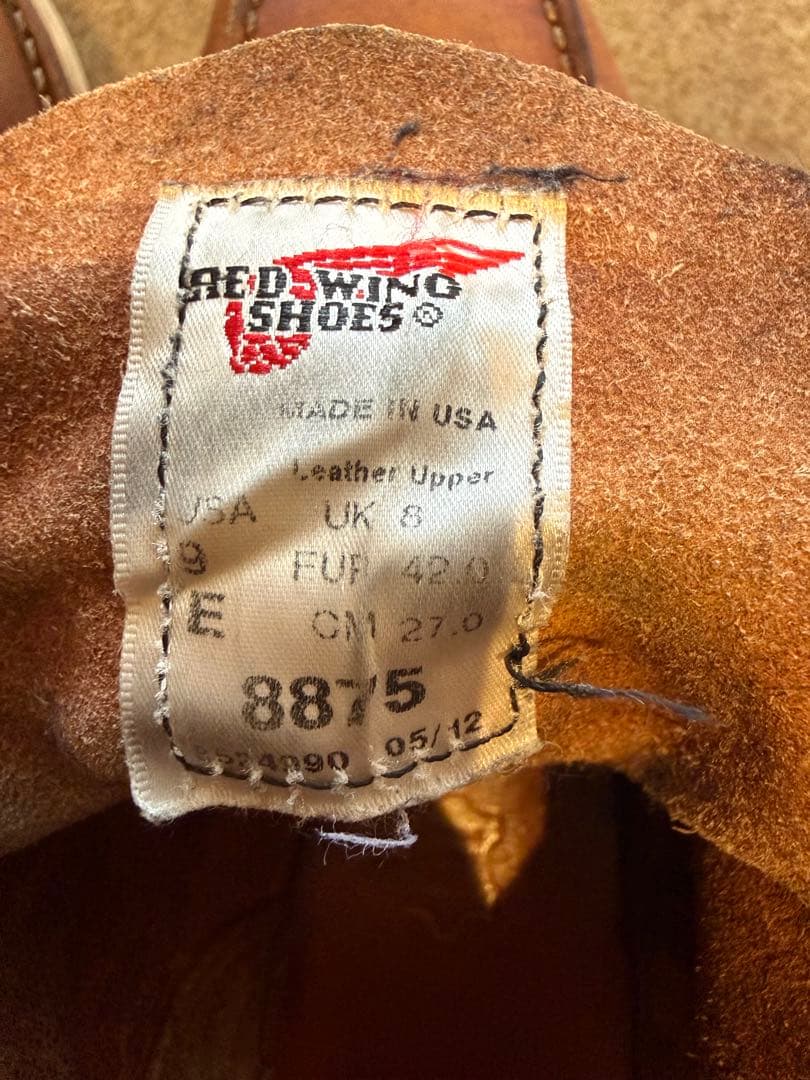 RED WING
SHOES ®
MADE IN USA
Leather Upper
USA UK 8
9 EUR 42.0
E CM 27.0
8875
05/12